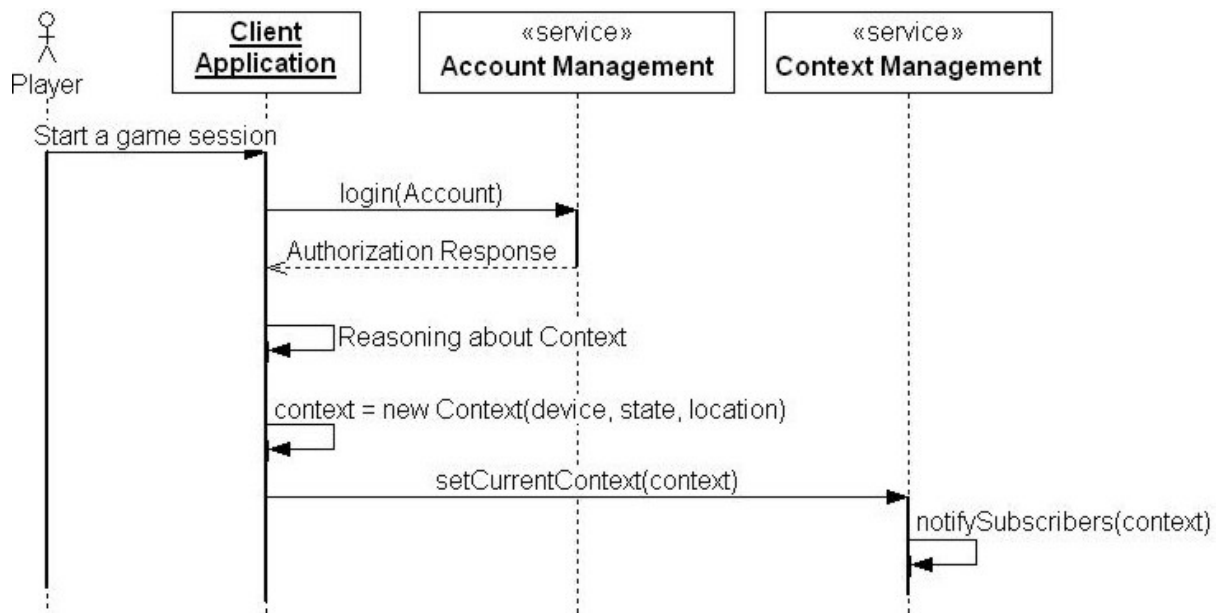 Player
Client
Application
«service»
Account Management
«service»
Context Management
Start a game session
login(Account)
Authorization Response
Reasoning about Context
context = new Context(device, state, location)
setCurrentContext(context)
notifySubscribers(context)